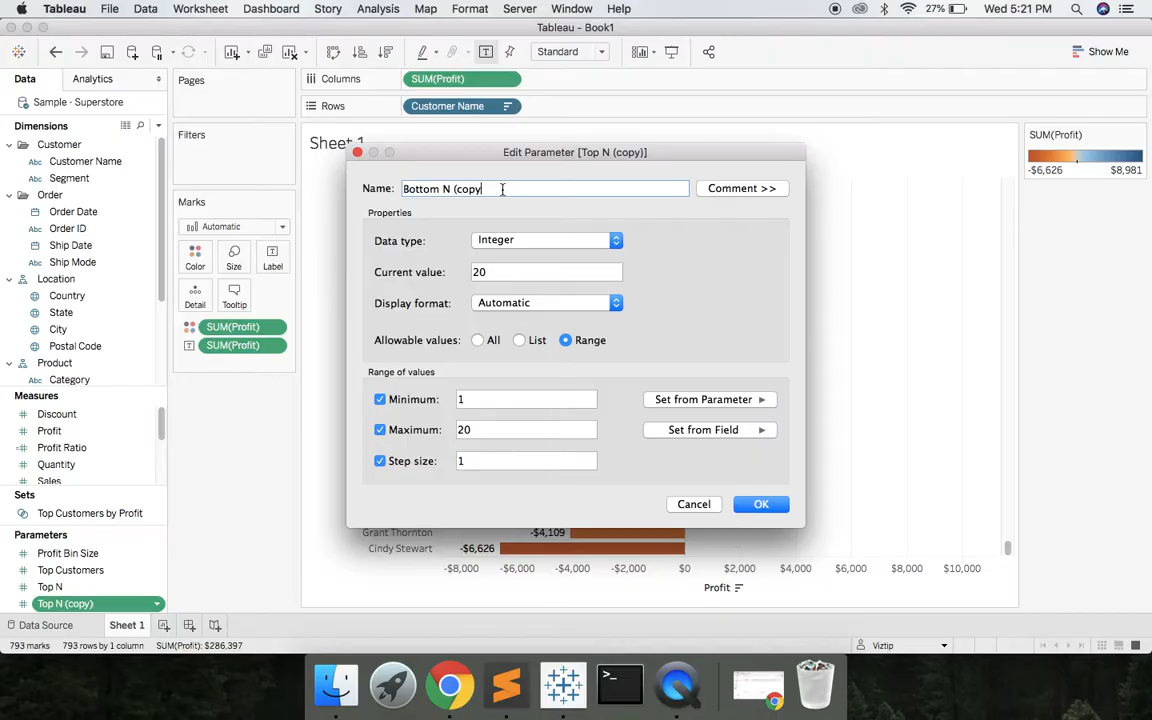 Tableau File Data Worksheet Dashboard Story Analysis Map Format Server Window Help 27% Wed 5:21 PM
Tableau - Book1
Standard Show Me
Data Analytics
Pages
Columns SUM(Profit)
Sample - Superstore
Rows Customer Name
Dimensions
Filters
Sheet 1
SUM(Profit)
-$6,626 $8,981
Customer
Abc Customer Name
Abc Segment
Order
Order Date
Abc Order ID
Ship Date
Abc Ship Mode
Location
Country
State
City
Postal Code
Product
Abc Category
Marks
Automatic
Color Size Label
Detail Tooltip
SUM(Profit)
T SUM(Profit)
Measures
# Discount
# Profit
# Profit Ratio
# Quantity
# Sales
Sets
Top Customers by Profit
Parameters
# Profit Bin Size
# Top Customers
# Top N
# Top N (copy)
Edit Parameter [Top N (copy)]
Name: Bottom N (copy Comment >>
Properties
Data type: Integer
Current value: 20
Display format: Automatic
Allowable values: All List Range
Range of values
Minimum: 1 Set from Parameter
Maximum: 20 Set from Field
Step size: 1
Cancel OK
Grant Thornton -$4,109
Cindy Stewart -$6,626
-$8,000 -$6,000 -$4,000 -$2,000 $0 $2,000 $4,000 $6,000 $8,000 $10,000
Profit
Data Source Sheet 1
793 marks 793 rows by 1 column SUM(Profit): $286,397 Viztip